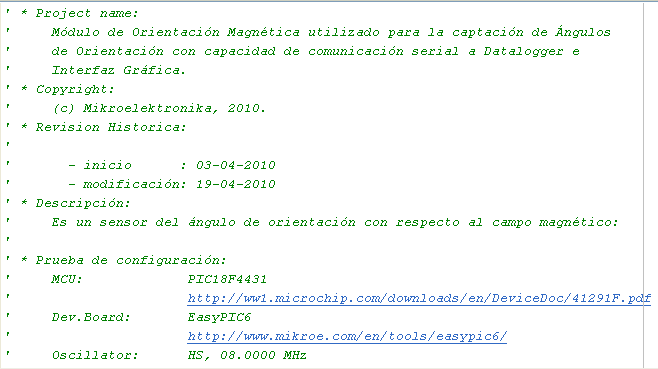 ' * Project name:
'     Módulo de Orientación Magnética utilizado para la captación de Ángulos
'     de Orientación con capacidad de comunicación serial a Datalogger e
'     Interfaz Gráfica.
' * Copyright:
'     (c) Mikroelektronika, 2010.
' * Revision Historica:
'
'       - inicio      : 03-04-2010
'       - modificación: 19-04-2010
' * Descripción:
'     Es un sensor del ángulo de orientación con respecto al campo magnético:
'
' * Prueba de configuración:
'     MCU:             PIC18F4431
'                      http://ww1.microchip.com/downloads/en/DeviceDoc/41291F.pdf
'     Dev.Board:       EasyPIC6
'                      http://www.mikroe.com/en/tools/easypic6/
'     Oscillator:      HS, 08.0000 MHz